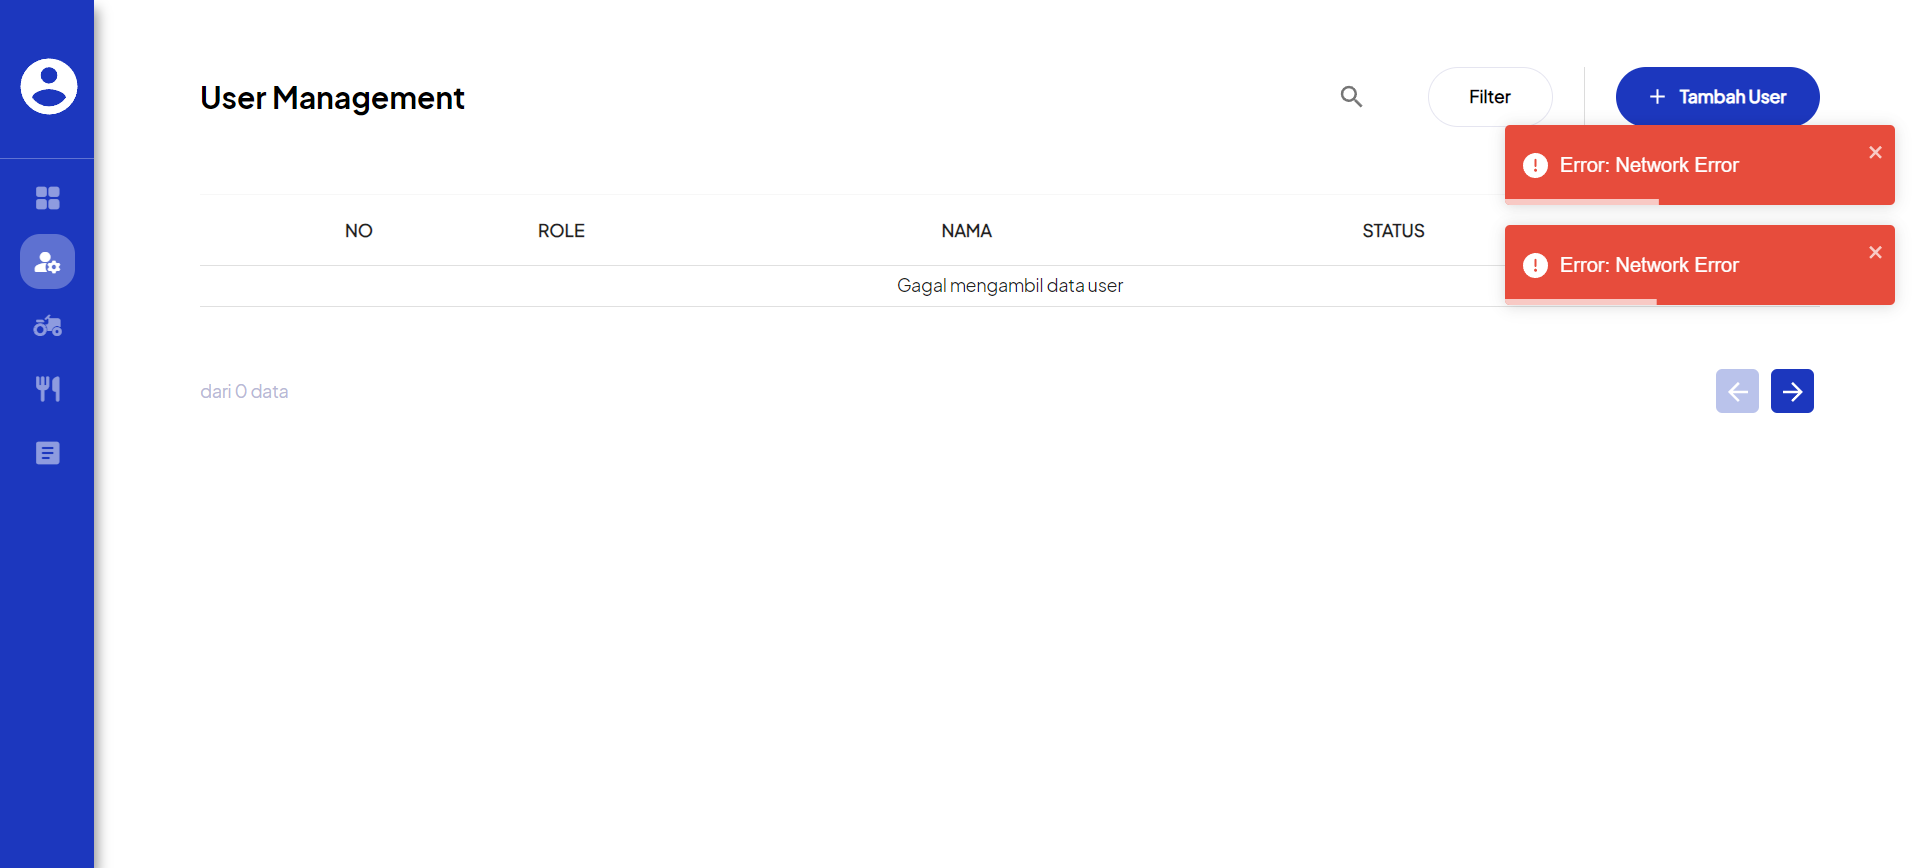 User Management
Filter
+ Tambah User
Error: Network Error
Error: Network Error
NO ROLE NAMA STATUS
Gagal mengambil data user
dari 0 data